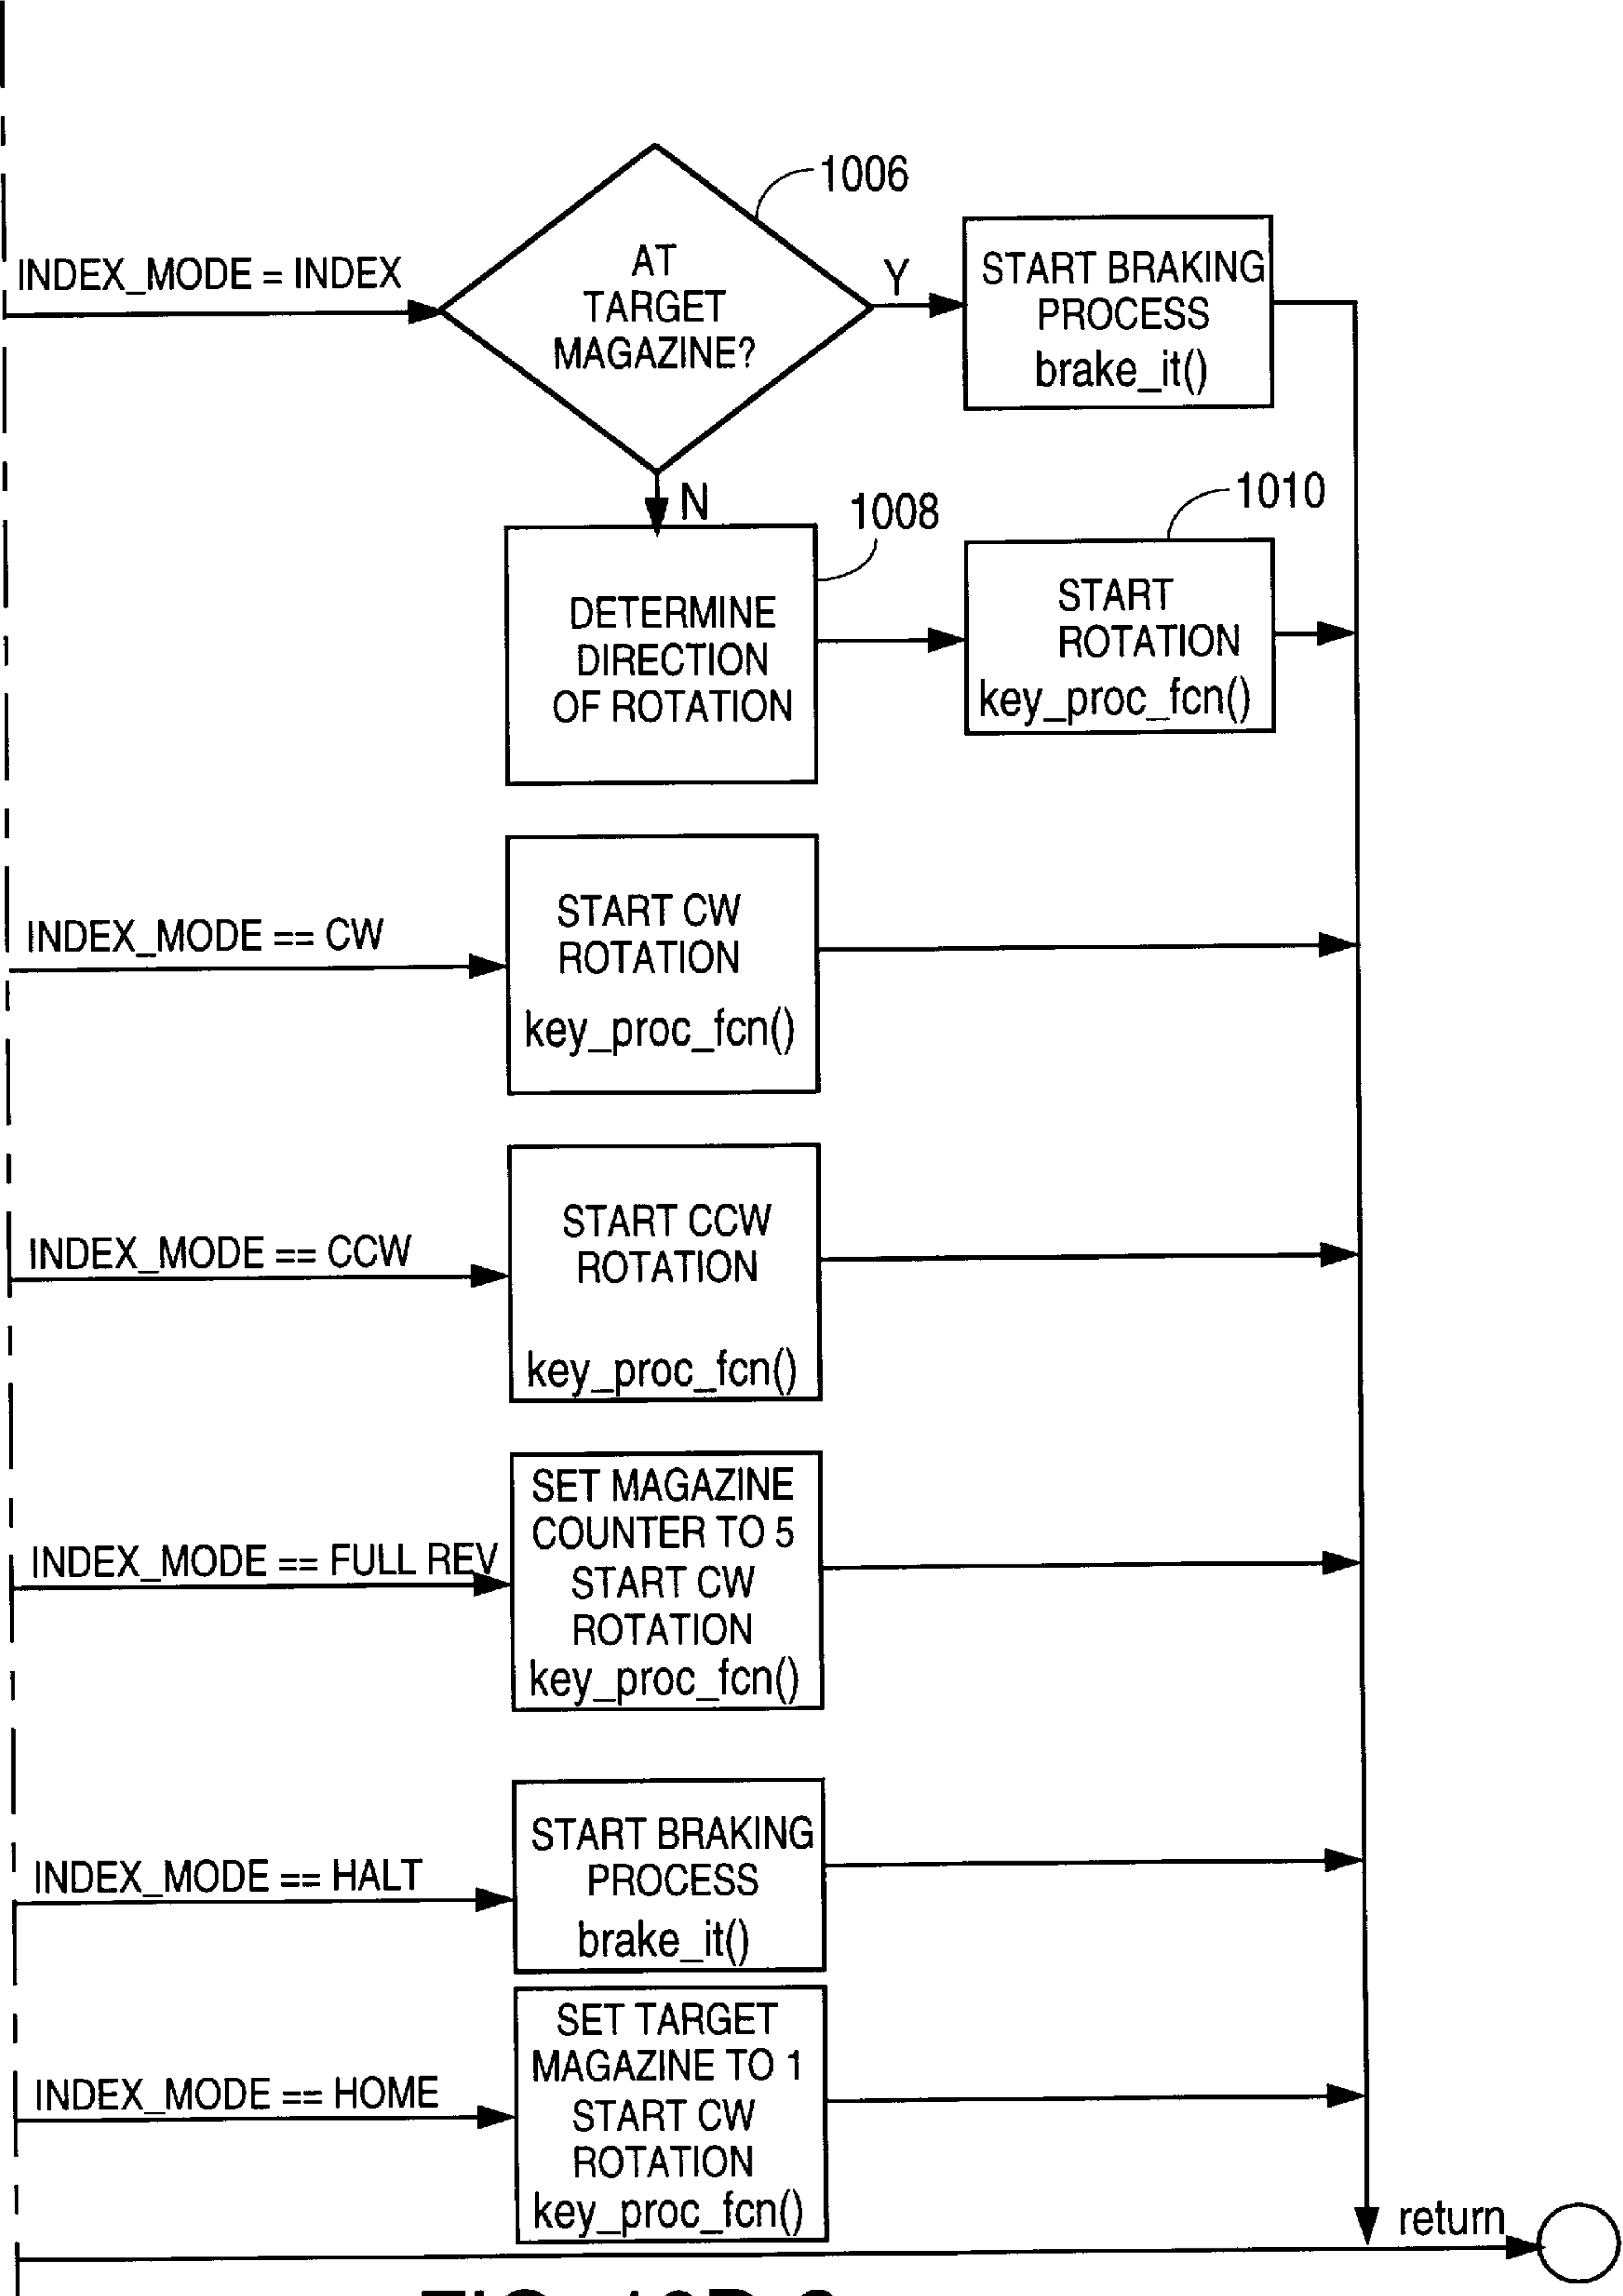 1006
INDEX_MODE = INDEX
AT
TARGET
MAGAZINE?
Y
START BRAKING
PROCESS
brake_it()
N
1008
1010
DETERMINE
DIRECTION
OF ROTATION
START
ROTATION
key_proc_fcn()
INDEX_MODE == CW
START CW
ROTATION
key_proc_fcn()
INDEX_MODE == CCW
START CCW
ROTATION
key_proc_fcn()
INDEX_MODE == FULL REV
SET MAGAZINE
COUNTER TO 5
START CW
ROTATION
key_proc_fcn()
INDEX_MODE == HALT
START BRAKING
PROCESS
brake_it()
INDEX_MODE == HOME
SET TARGET
MAGAZINE TO 1
START CW
ROTATION
key_proc_fcn()
return